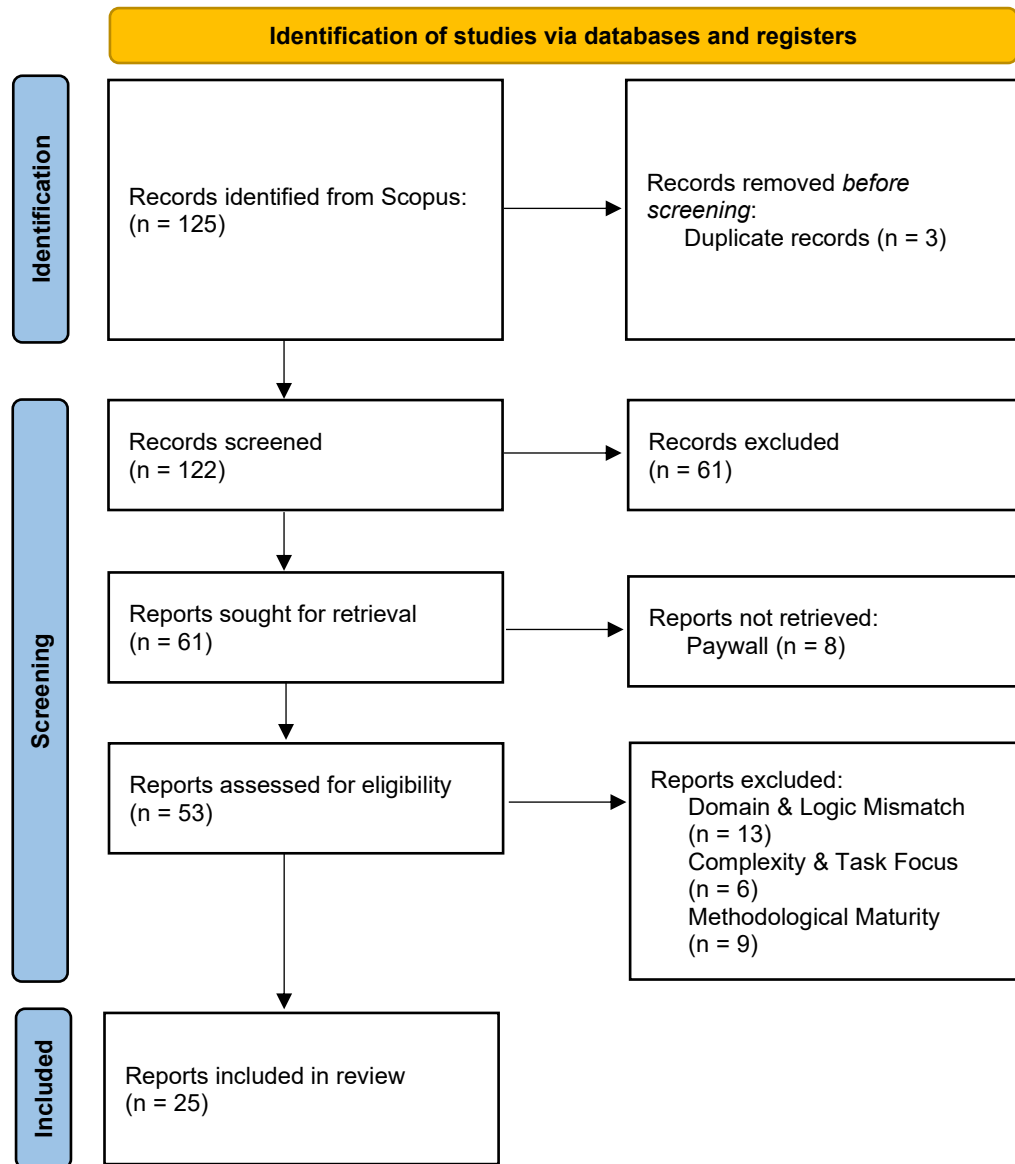 Identification of studies via databases and registers
Identification
Records identified from Scopus:
(n = 125)
Records removed before
screening:
Duplicate records (n = 3)
Screening
Records screened
(n = 122)
Records excluded
(n = 61)
Reports sought for retrieval
(n = 61)
Reports not retrieved:
Paywall (n = 8)
Reports assessed for eligibility
(n = 53)
Reports excluded:
Domain & Logic Mismatch
(n = 13)
Complexity & Task Focus
(n = 6)
Methodological Maturity
(n = 9)
Included
Reports included in review
(n = 25)